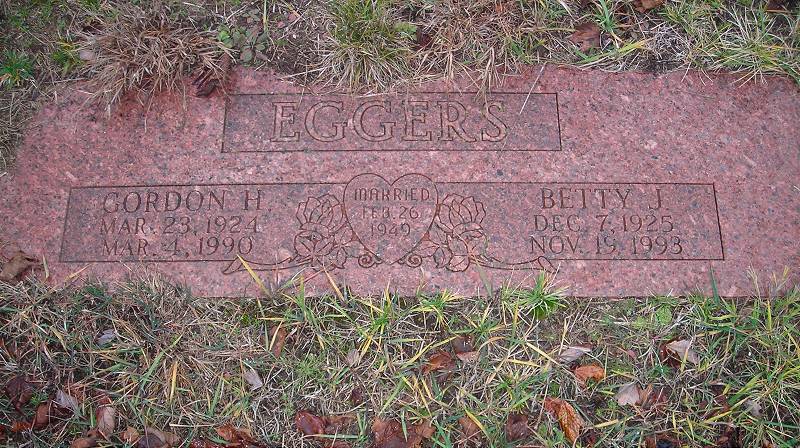 EGGERS
GORDON H.
MAR. 23, 1924
MAR. 4, 1990
MARRIED
FEB. 26
1949
BETTY J.
DEC. 7, 1925
NOV. 19, 1993